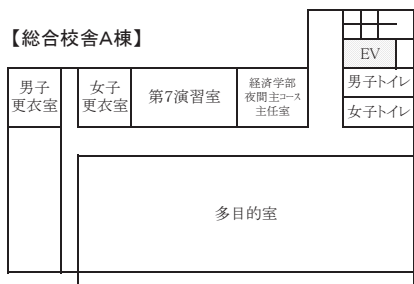 【総合校舎A棟】
EV
男子
更衣室
女子
更衣室
第7演習室
経済学部
夜間主コース
主任室
男子トイレ
女子トイレ
多目的室